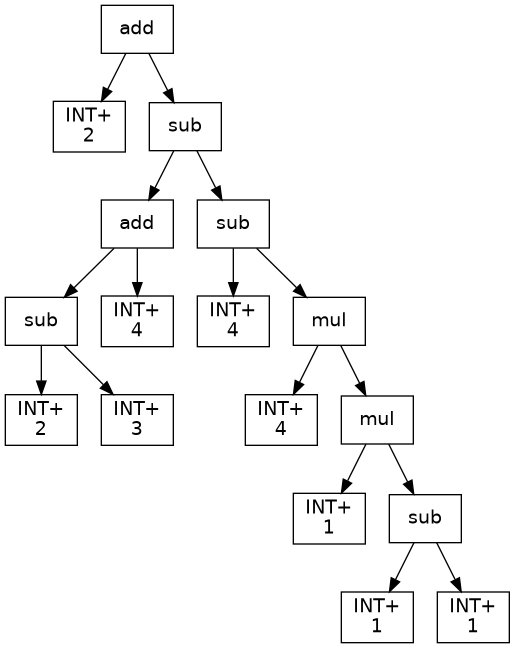 add
INT+
2
sub
add
sub
sub
INT+
4
INT+
4
mul
INT+
2
INT+
3
INT+
4
mul
INT+
1
sub
INT+
1
INT+
1